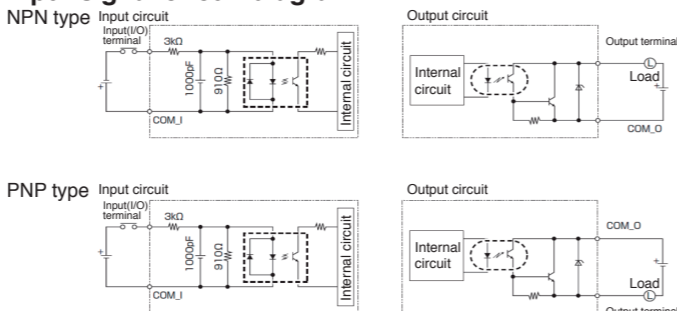 NPN type
Input circuit
Input(I/O)
terminal
3kΩ
1000pF
910Ω
COM_I
Internal circuit
Output circuit
Internal
circuit
Output terminal
L
Load
COM_O
PNP type
Input circuit
Input(I/O)
terminal
3kΩ
1000pF
910Ω
COM_I
Internal circuit
Output circuit
Internal
circuit
COM_O
Load
L
Output terminal